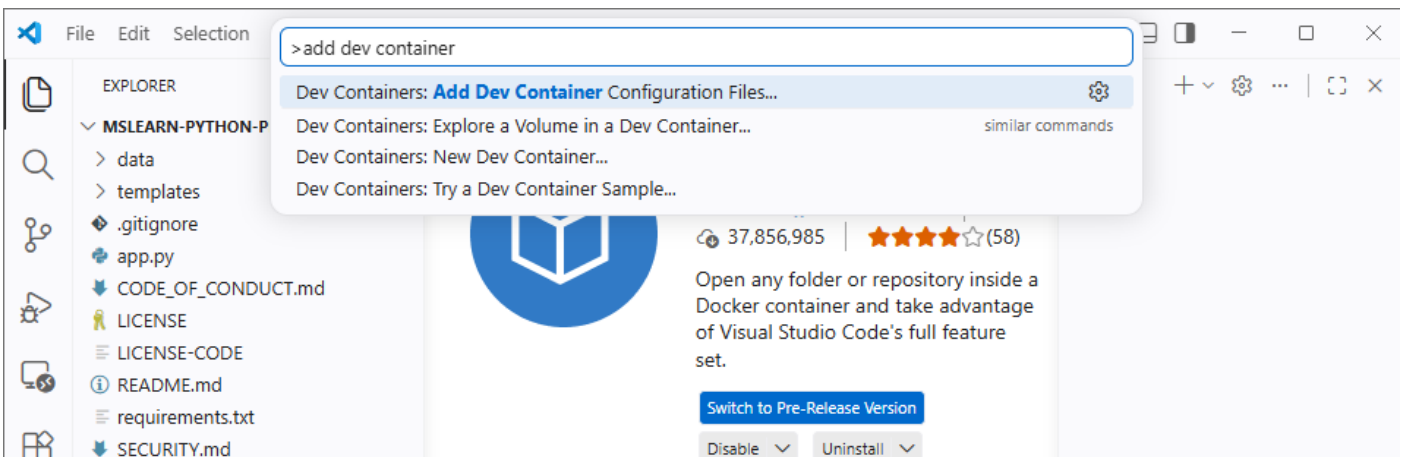 File Edit Selection
>add dev container
Dev Containers: Add Dev Container Configuration Files...
Dev Containers: Explore a Volume in a Dev Container...
similar commands
Dev Containers: New Dev Container...
Dev Containers: Try a Dev Container Sample...
EXPLORER
MSLEARN-PYTHON-P
data
templates
.gitignore
app.py
CODE_OF_CONDUCT.md
LICENSE
LICENSE-CODE
README.md
requirements.txt
SECURITY.md
37,856,985
(58)
Open any folder or repository inside a
Docker container and take advantage
of Visual Studio Code's full feature
set.
Switch to Pre-Release Version
Disable
Uninstall